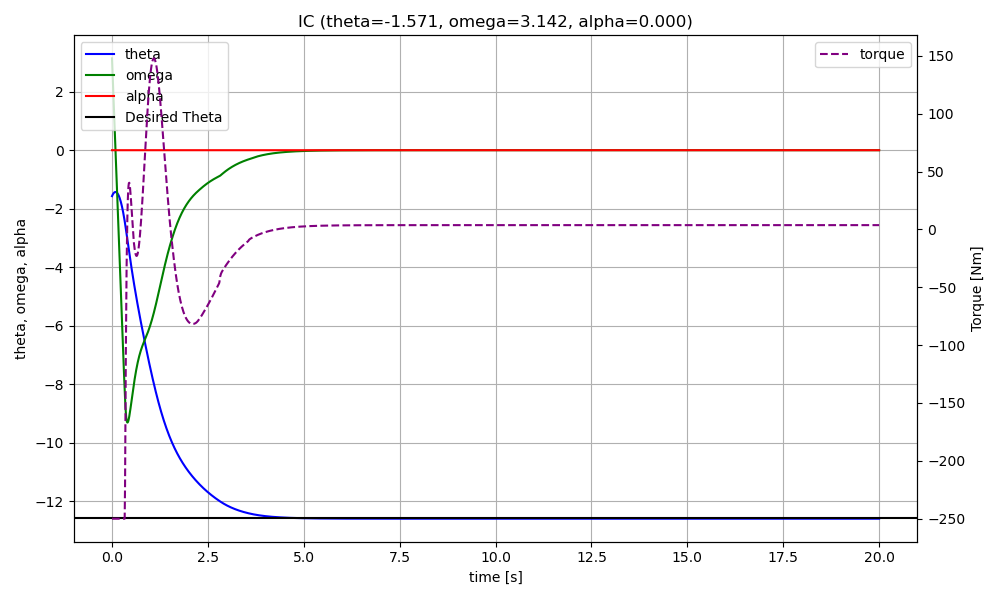 IC (theta=-1.571, omega=3.142, alpha=0.000)
theta
omega
alpha
Desired Theta
torque
theta, omega, alpha
2
0
−2
−4
−6
−8
−10
−12
150
100
50
0
−50
−100
−150
−200
−250
Torque [Nm]
0.0 2.5 5.0 7.5 10.0 12.5 15.0 17.5 20.0
time [s]